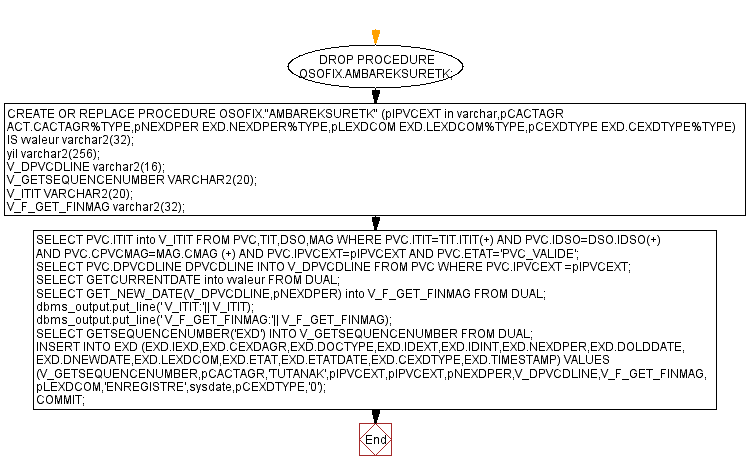 DROP PROCEDURE
OSOFIX.AMBAREKSURETK;
CREATE OR REPLACE PROCEDURE OSOFIX."AMBAREKSURETK" (pIPVCEXT in varchar,pCACTAGR
ACT.CACTAGR%TYPE,pNEXDPER EXD.NEXDPER%TYPE,pLEXDCOM EXD.LEXDCOM%TYPE,pCEXDTYPE EXD.CEXDTYPE%TYPE)
IS vvaleur varchar2(32);
yil varchar2(256);
V_DPVCDLINE varchar2(16);
V_GETSEQUENCENUMBER VARCHAR2(20);
V_ITIT VARCHAR2(20);
V_F_GET_FINMAG varchar2(32);
SELECT PVC.ITIT into V_ITIT FROM PVC,TIT,DSO,MAG WHERE PVC.ITIT=TIT.ITIT(+) AND PVC.IDSO=DSO.IDSO(+)
AND PVC.CPVCMAG=MAG.CMAG (+) AND PVC.IPVCEXT=pIPVCEXT AND PVC.ETAT='PVC_VALIDE';
SELECT PVC.DPVCDLINE DPVCDLINE INTO V_DPVCDLINE FROM PVC WHERE PVC.IPVCEXT =pIPVCEXT;
SELECT GETCURRENTDATE into vvaleur FROM DUAL;
SELECT GET_NEW_DATE(V_DPVCDLINE,pNEXDPER) into V_F_GET_FINMAG FROM DUAL;
dbms_output.put_line(' V_ITIT:'|| V_ITIT);
dbms_output.put_line(' V_F_GET_FINMAG:'|| V_F_GET_FINMAG);
SELECT GETSEQUENCENUMBER('EXD') INTO V_GETSEQUENCENUMBER FROM DUAL;
INSERT INTO EXD (EXD.IEXD,EXD.CEXDAGR,EXD.DOCTYPE,EXD.IDEXT,EXD.IDINT,EXD.NEXDPER,EXD.DOLDDATE,
EXD.DNEWDATE,EXD.LEXDCOM,EXD.ETAT,EXD.ETATDATE,EXD.CEXDTYPE,EXD.TIMESTAMP) VALUES
(V_GETSEQUENCENUMBER,pCACTAGR,'TUTANAK',pIPVCEXT,pIPVCEXT,pNEXDPER,V_DPVCDLINE,V_F_GET_FINMAG,
pLEXDCOM,'ENREGISTRE',sysdate,pCEXDTYPE,'0');
COMMIT;
End